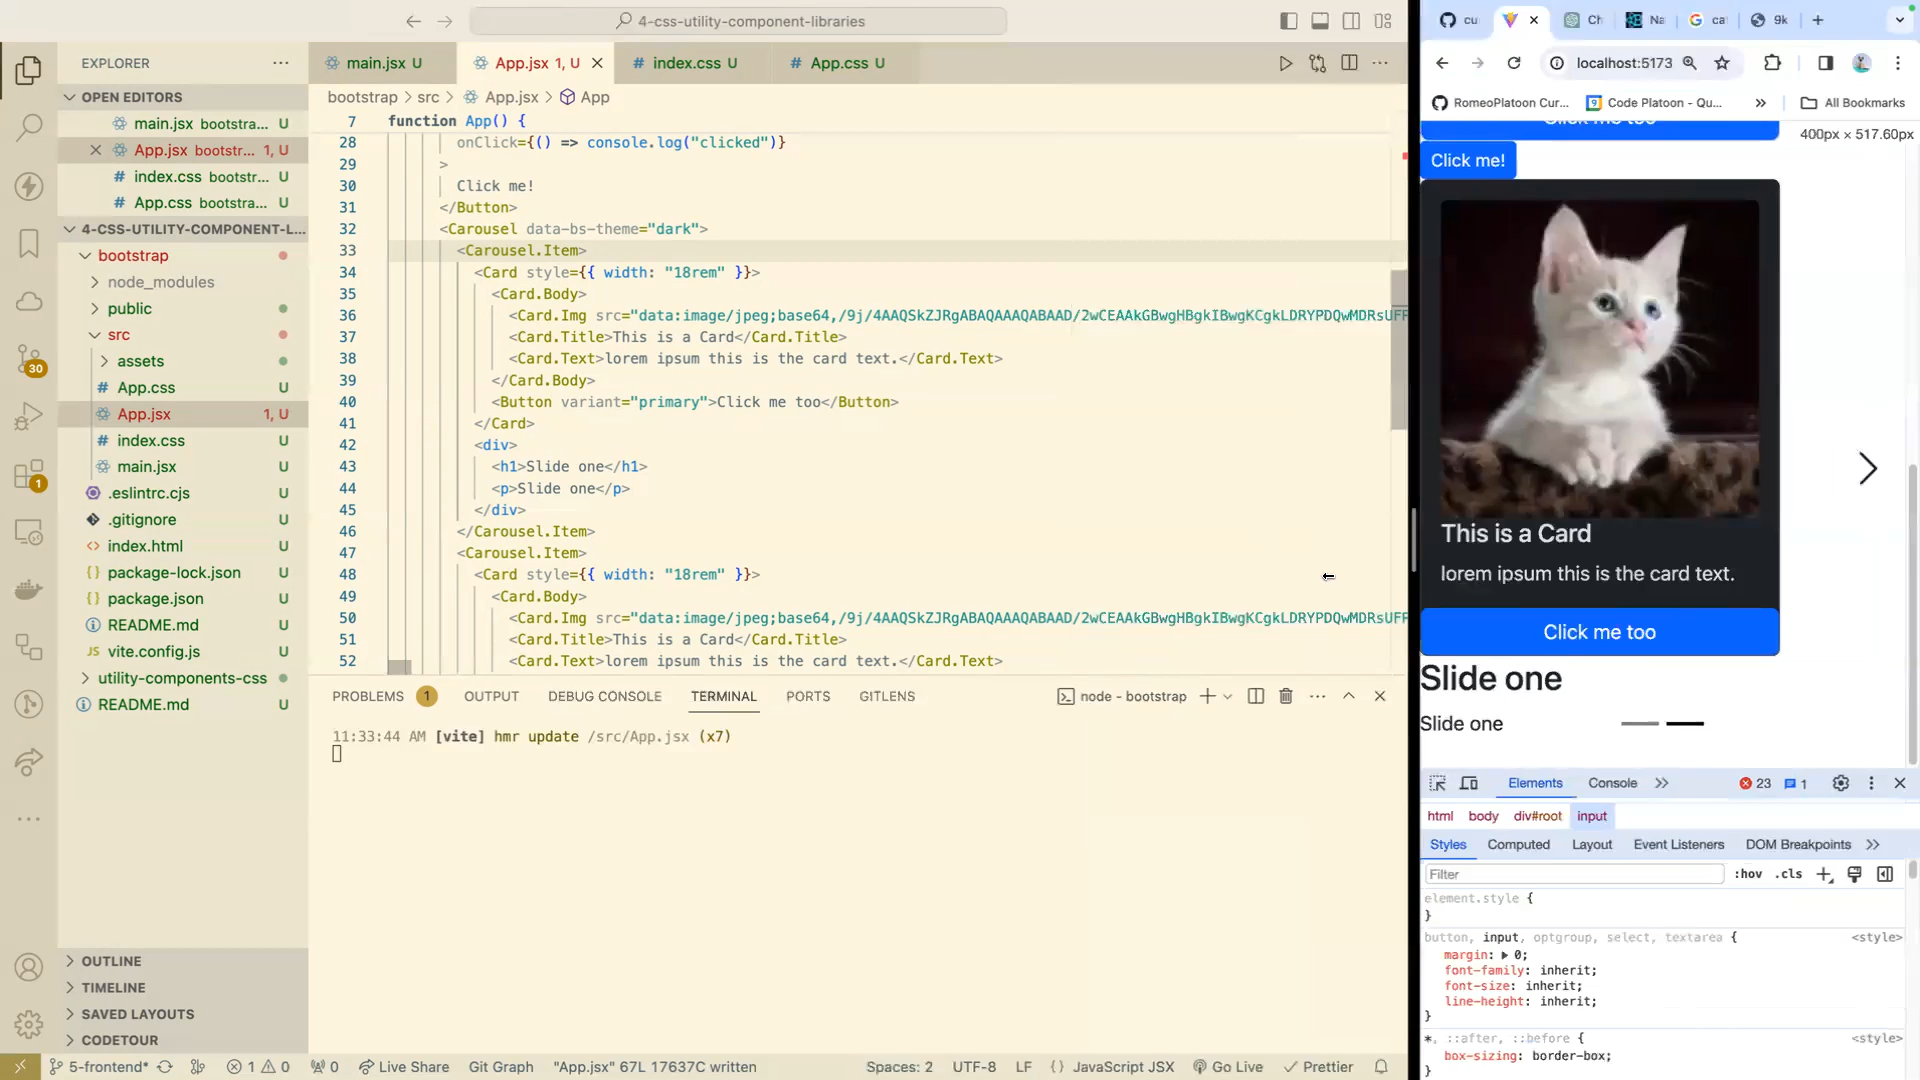 4-css-utility-component-libraries
EXPLORER
OPEN EDITORS
main.jsx bootstra... U
App.jsx bootstr... 1, U
index.css bootstr... U
App.css bootstra... U
4-CSS-UTILITY-COMPONENT-L...
bootstrap
node_modules
public
src
assets
App.css U
App.jsx 1, U
index.css U
main.jsx U
.eslintrc.cjs U
.gitignore U
index.html U
package-lock.json U
package.json U
README.md U
vite.config.js U
utility-components-css
README.md U
OUTLINE
TIMELINE
SAVED LAYOUTS
CODETOUR
30
1
main.jsx U
App.jsx 1, U
index.css U
App.css U
bootstrap > src > App.jsx > App
7 function App() {
28 onClick={() => console.log("clicked")}
29 >
30 Click me!
31 </Button>
32 <Carousel data-bs-theme="dark">
33 <Carousel.Item>
34 <Card style={{ width: "18rem" }}>
35 <Card.Body>
36 <Card.Img src="data:image/jpeg;base64,/9j/4AAQSkZJRgABAQAAAQABAAD/2wCEAAkGBwgHBgkIBwgKCgkLDRYPDQwMDRsUFF
37 <Card.Title>This is a Card</Card.Title>
38 <Card.Text>lorem ipsum this is the card text.</Card.Text>
39 </Card.Body>
40 <Button variant="primary">Click me too</Button>
41 </Card>
42 <div>
43 <h1>Slide one</h1>
44 <p>Slide one</p>
45 </div>
46 </Carousel.Item>
47 <Carousel.Item>
48 <Card style={{ width: "18rem" }}>
49 <Card.Body>
50 <Card.Img src="data:image/jpeg;base64,/9j/4AAQSkZJRgABAQAAAQABAAD/2wCEAAkGBwgHBgkIBwgKCgkLDRYPDQwMDRsUFF
51 <Card.Title>This is a Card</Card.Title>
52 <Card.Text>lorem ipsum this is the card text.</Card.Text>
PROBLEMS 1 OUTPUT DEBUG CONSOLE TERMINAL PORTS GITLENS
node - bootstrap
11:33:44 AM [vite] hmr update /src/App.jsx (x7)
5-frontend* 1 0 0 Live Share Git Graph "App.jsx" 67L 17637C written
Spaces: 2 UTF-8 LF {} JavaScript JSX Go Live Prettier
cu Ch Na ca 9k
localhost:5173
RomeoPlatoon Cur... Code Platoon - Qu... All Bookmarks
400px × 517.60px
Click me too
Click me!
This is a Card
lorem ipsum this is the card text.
Click me too
Slide one
Slide one
Elements Console 23 1
html body div#root input
Styles Computed Layout Event Listeners DOM Breakpoints
Filter :hov .cls
element.style {
}
button, input, optgroup, select, textarea { <style>
margin: 0;
font-family: inherit;
font-size: inherit;
line-height: inherit;
}
*, ::after, ::before { <style>
box-sizing: border-box;
}